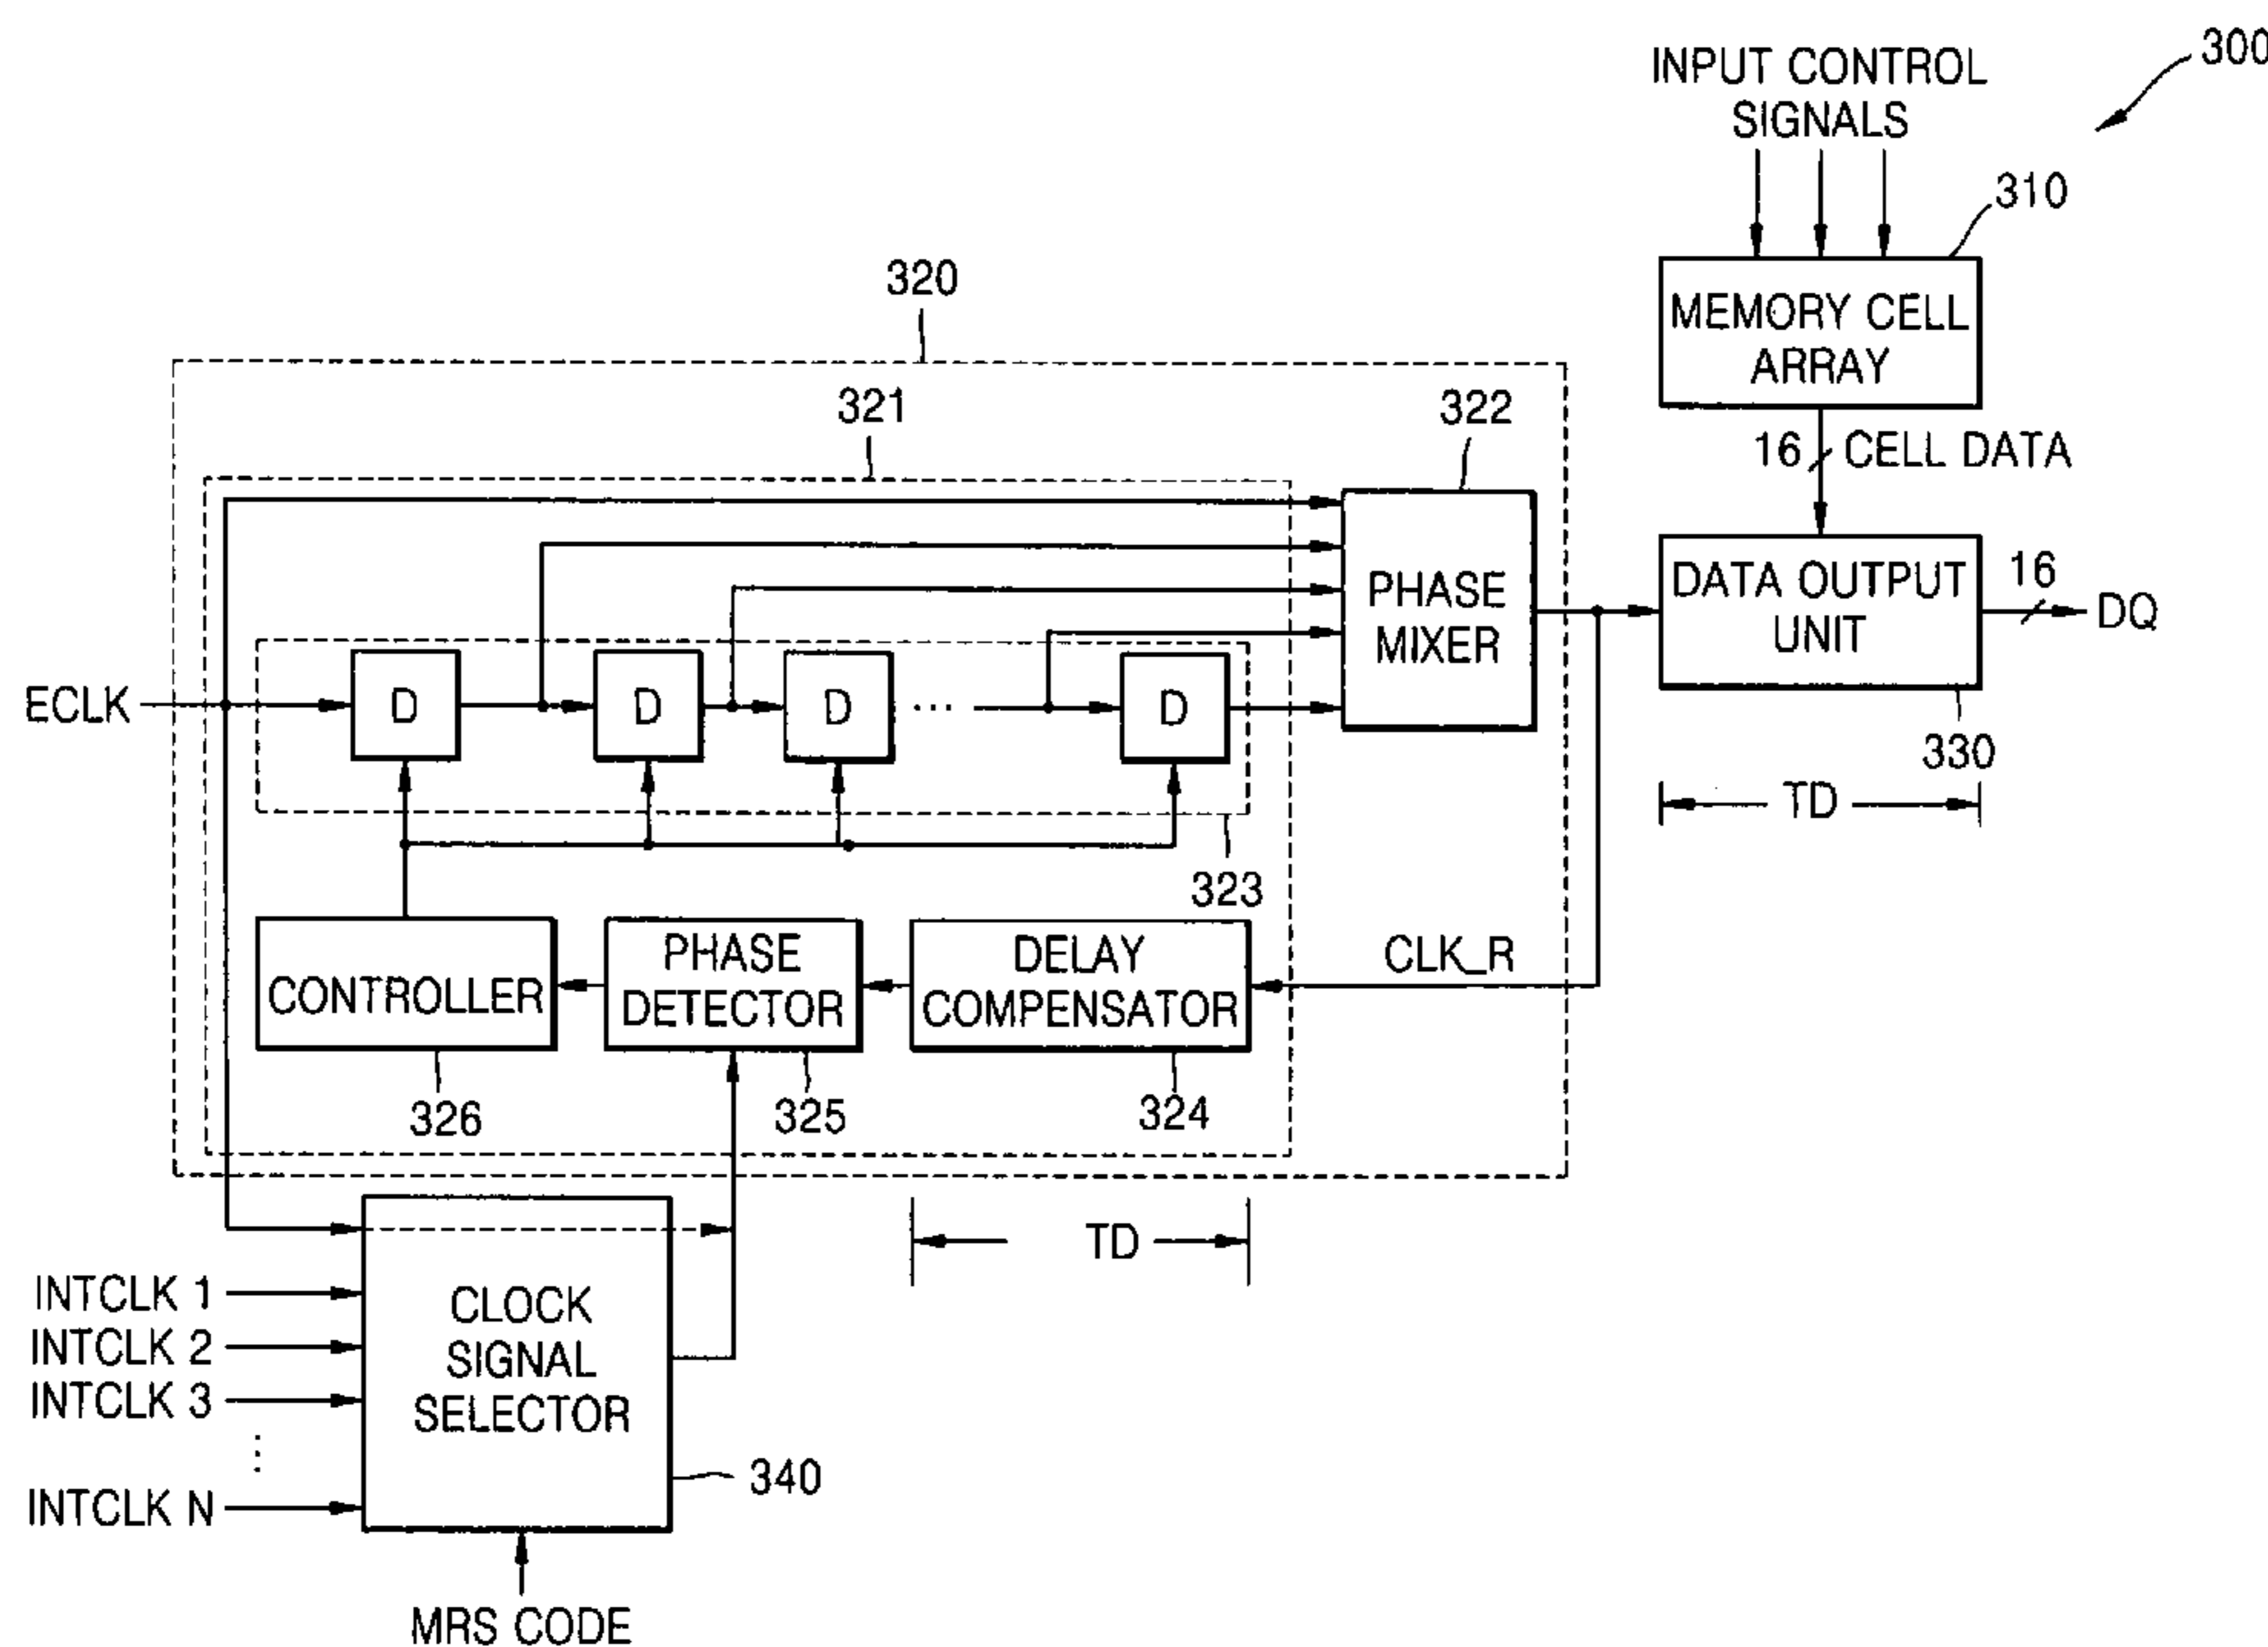 300
INPUT CONTROL
SIGNALS
310
MEMORY CELL
ARRAY
16
CELL DATA
320
321
322
PHASE
MIXER
DATA OUTPUT
UNIT
16
DQ
330
TD
ECLK
D
D
D
...
D
323
CONTROLLER
PHASE
DETECTOR
DELAY
COMPENSATOR
CLK_R
326
325
324
TD
INTCLK 1
INTCLK 2
INTCLK 3
⋮
INTCLK N
CLOCK
SIGNAL
SELECTOR
340
MRS CODE